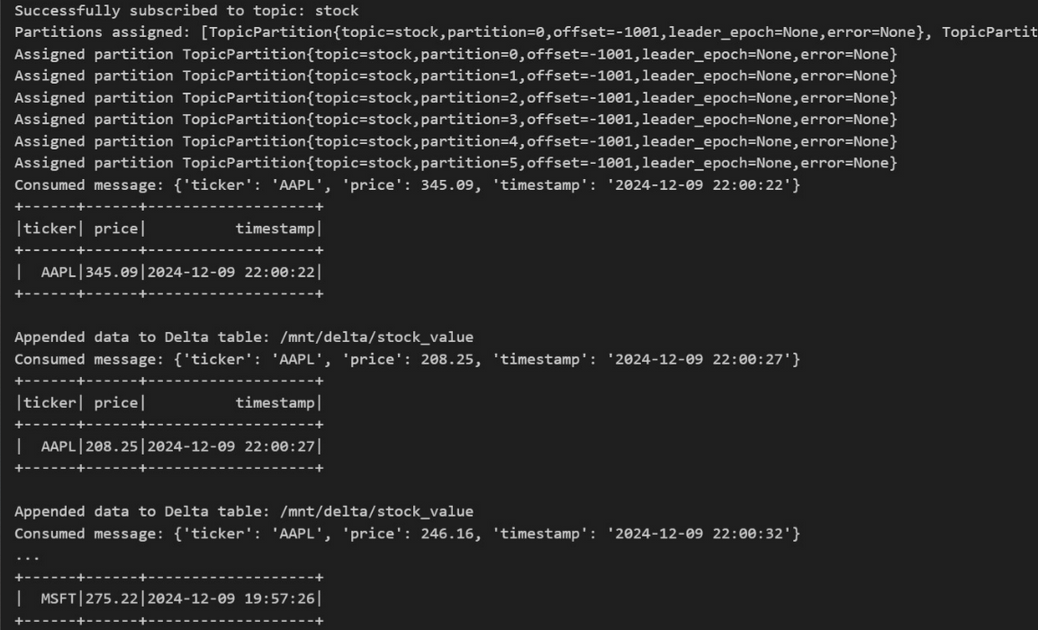 Successfully subscribed to topic: stock
Partitions assigned: [TopicPartition{topic=stock,partition=0,offset=-1001,leader_epoch=None,error=None}, TopicPartit
Assigned partition TopicPartition{topic=stock,partition=0,offset=-1001,leader_epoch=None,error=None}
Assigned partition TopicPartition{topic=stock,partition=1,offset=-1001,leader_epoch=None,error=None}
Assigned partition TopicPartition{topic=stock,partition=2,offset=-1001,leader_epoch=None,error=None}
Assigned partition TopicPartition{topic=stock,partition=3,offset=-1001,leader_epoch=None,error=None}
Assigned partition TopicPartition{topic=stock,partition=4,offset=-1001,leader_epoch=None,error=None}
Assigned partition TopicPartition{topic=stock,partition=5,offset=-1001,leader_epoch=None,error=None}
Consumed message: {'ticker': 'AAPL', 'price': 345.09, 'timestamp': '2024-12-09 22:00:22'}
+------+------+-------------------+
|ticker| price|          timestamp|
+------+------+-------------------+
|  AAPL|345.09|2024-12-09 22:00:22|
+------+------+-------------------+

Appended data to Delta table: /mnt/delta/stock_value
Consumed message: {'ticker': 'AAPL', 'price': 208.25, 'timestamp': '2024-12-09 22:00:27'}
+------+------+-------------------+
|ticker| price|          timestamp|
+------+------+-------------------+
|  AAPL|208.25|2024-12-09 22:00:27|
+------+------+-------------------+

Appended data to Delta table: /mnt/delta/stock_value
Consumed message: {'ticker': 'AAPL', 'price': 246.16, 'timestamp': '2024-12-09 22:00:32'}
...
+------+------+-------------------+
|  MSFT|275.22|2024-12-09 19:57:26|
+------+------+-------------------+